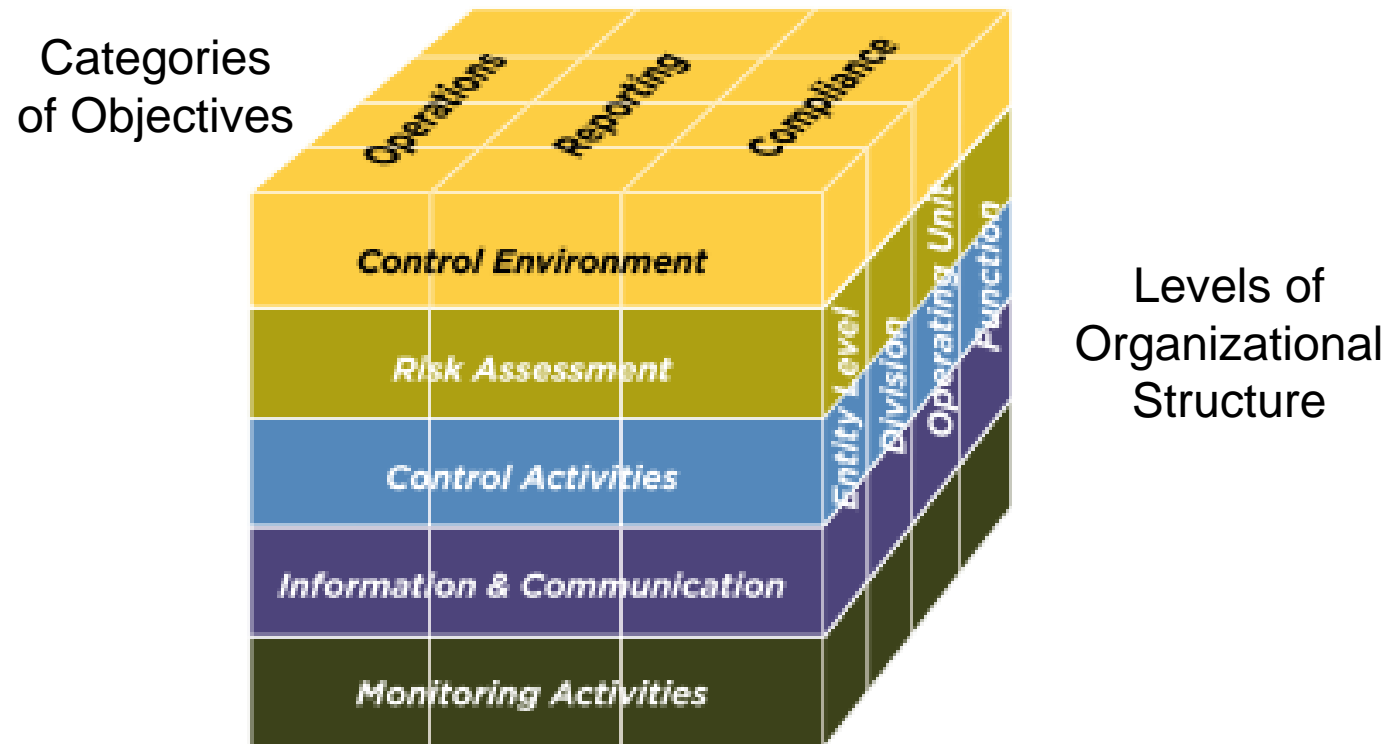 Categories
of Objectives
Operations
Reporting
Compliance
Control Environment
Risk Assessment
Control Activities
Information & Communication
Monitoring Activities
Entity Level
Division
Operating Unit
Function
Levels of
Organizational
Structure